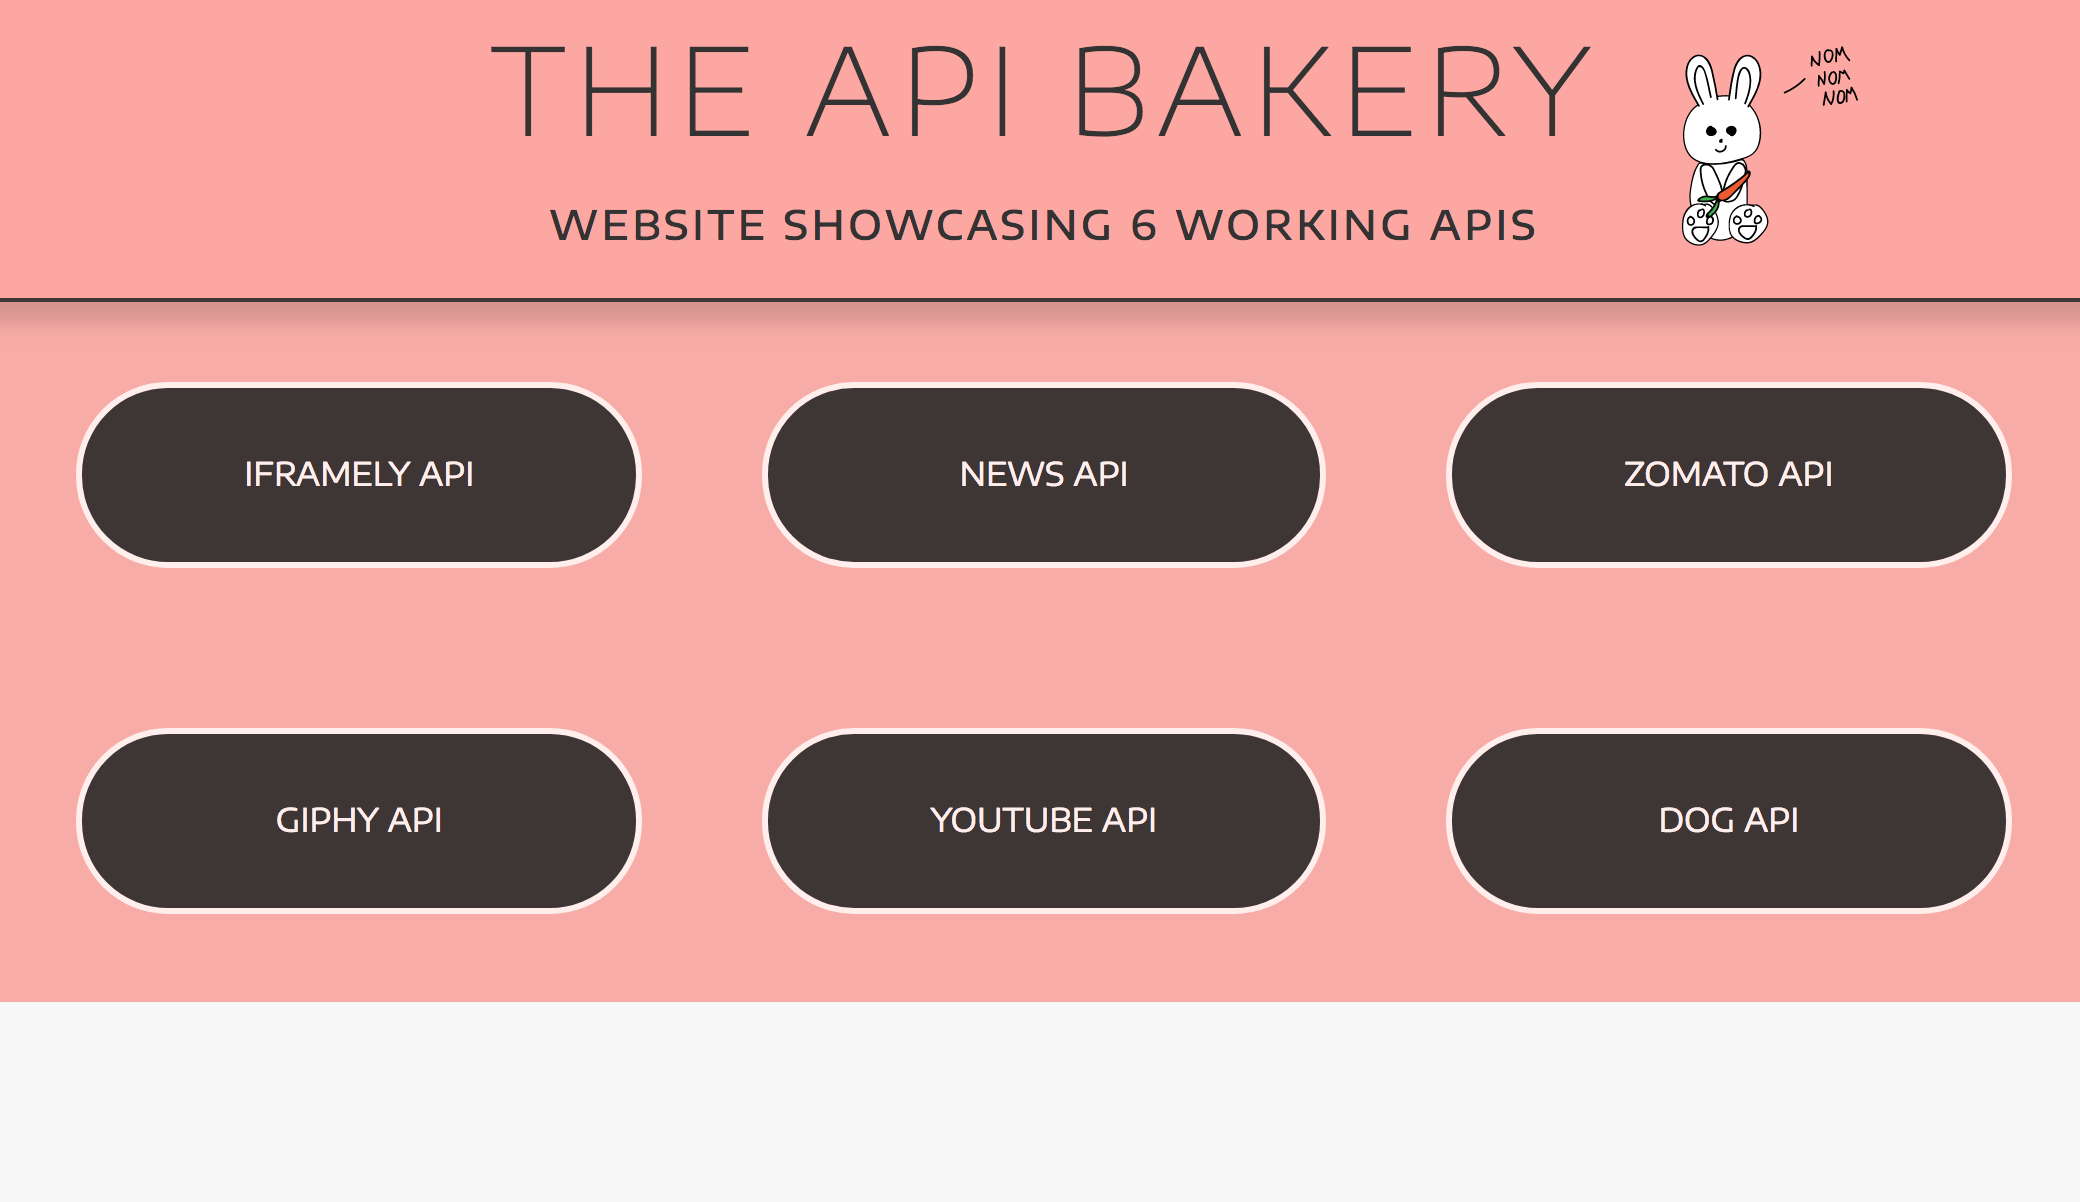 THE API BAKERY
NOM
NOM
NOM
WEBSITE SHOWCASING 6 WORKING APIS
IFRAMELY API
NEWS API
ZOMATO API
GIPHY API
YOUTUBE API
DOG API